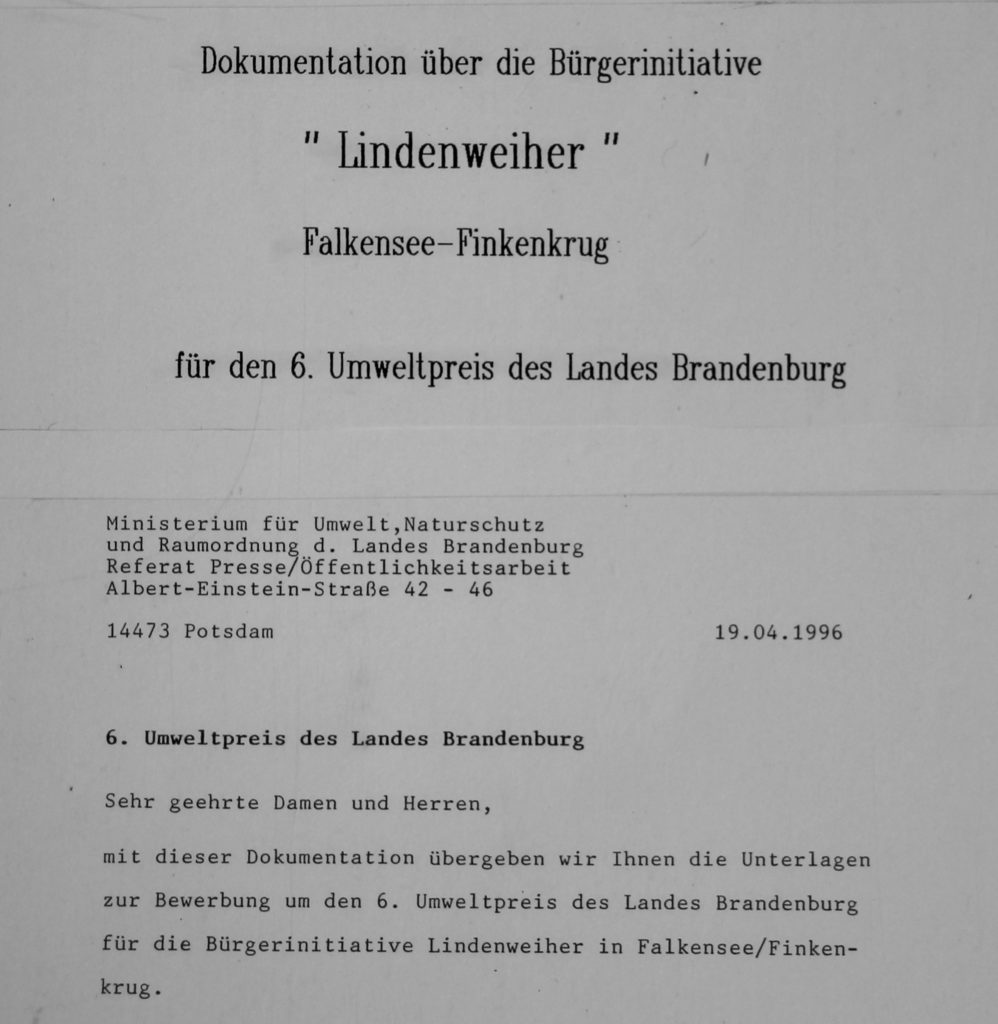 Dokumentation über die Bürgerinitiative
" Lindenweiher "
Falkensee-Finkenkrug
für den 6. Umweltpreis des Landes Brandenburg
Ministerium für Umwelt,Naturschutz
und Raumordnung d. Landes Brandenburg
Referat Presse/Öffentlichkeitsarbeit
Albert-Einstein-Straße 42 - 46
14473 Potsdam 19.04.1996
6. Umweltpreis des Landes Brandenburg
Sehr geehrte Damen und Herren,
mit dieser Dokumentation übergeben wir Ihnen die Unterlagen
zur Bewerbung um den 6. Umweltpreis des Landes Brandenburg
für die Bürgerinitiative Lindenweiher in Falkensee/Finken-
krug.